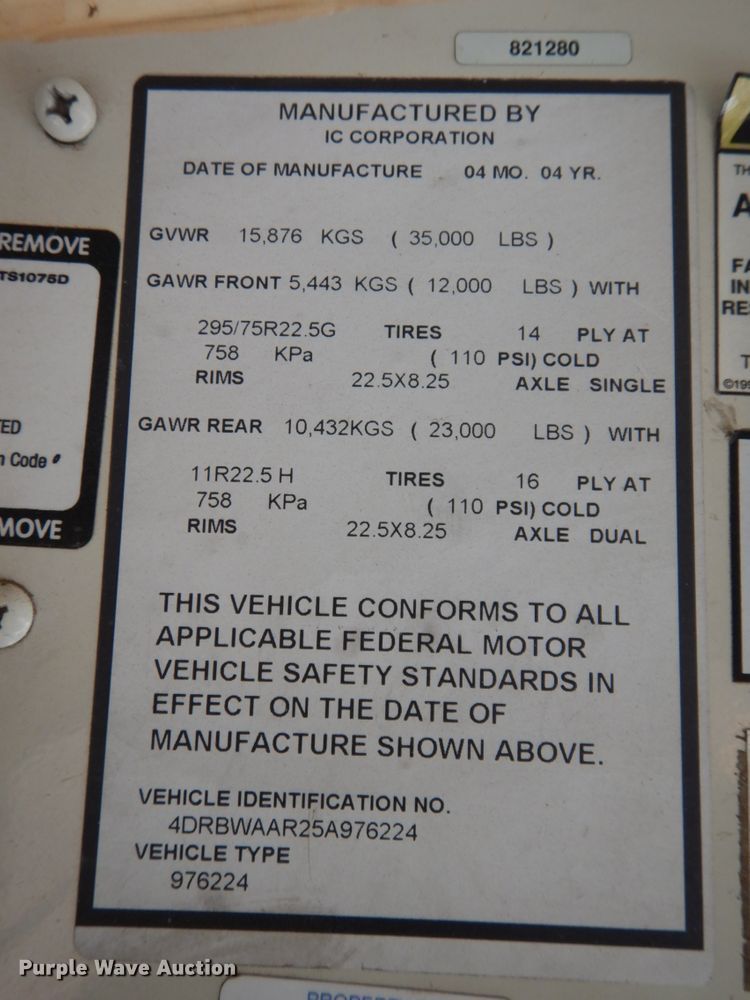 821280
MANUFACTURED BY
IC CORPORATION
DATE OF MANUFACTURE 04 MO. 04 YR.
GVWR 15,876 KGS ( 35,000 LBS )
GAWR FRONT 5,443 KGS ( 12,000 LBS ) WITH
295/75R22.5G TIRES 14 PLY AT
758 KPa ( 110 PSI) COLD
RIMS 22.5X8.25 AXLE SINGLE
GAWR REAR 10,432KGS ( 23,000 LBS ) WITH
11R22.5 H TIRES 16 PLY AT
758 KPa ( 110 PSI) COLD
RIMS 22.5X8.25 AXLE DUAL
THIS VEHICLE CONFORMS TO ALL
APPLICABLE FEDERAL MOTOR
VEHICLE SAFETY STANDARDS IN
EFFECT ON THE DATE OF
MANUFACTURE SHOWN ABOVE.
VEHICLE IDENTIFICATION NO.
4DRBWAAR25A976224
VEHICLE TYPE
976224
REMOVE
TS1075D
Code
Purple Wave Auction